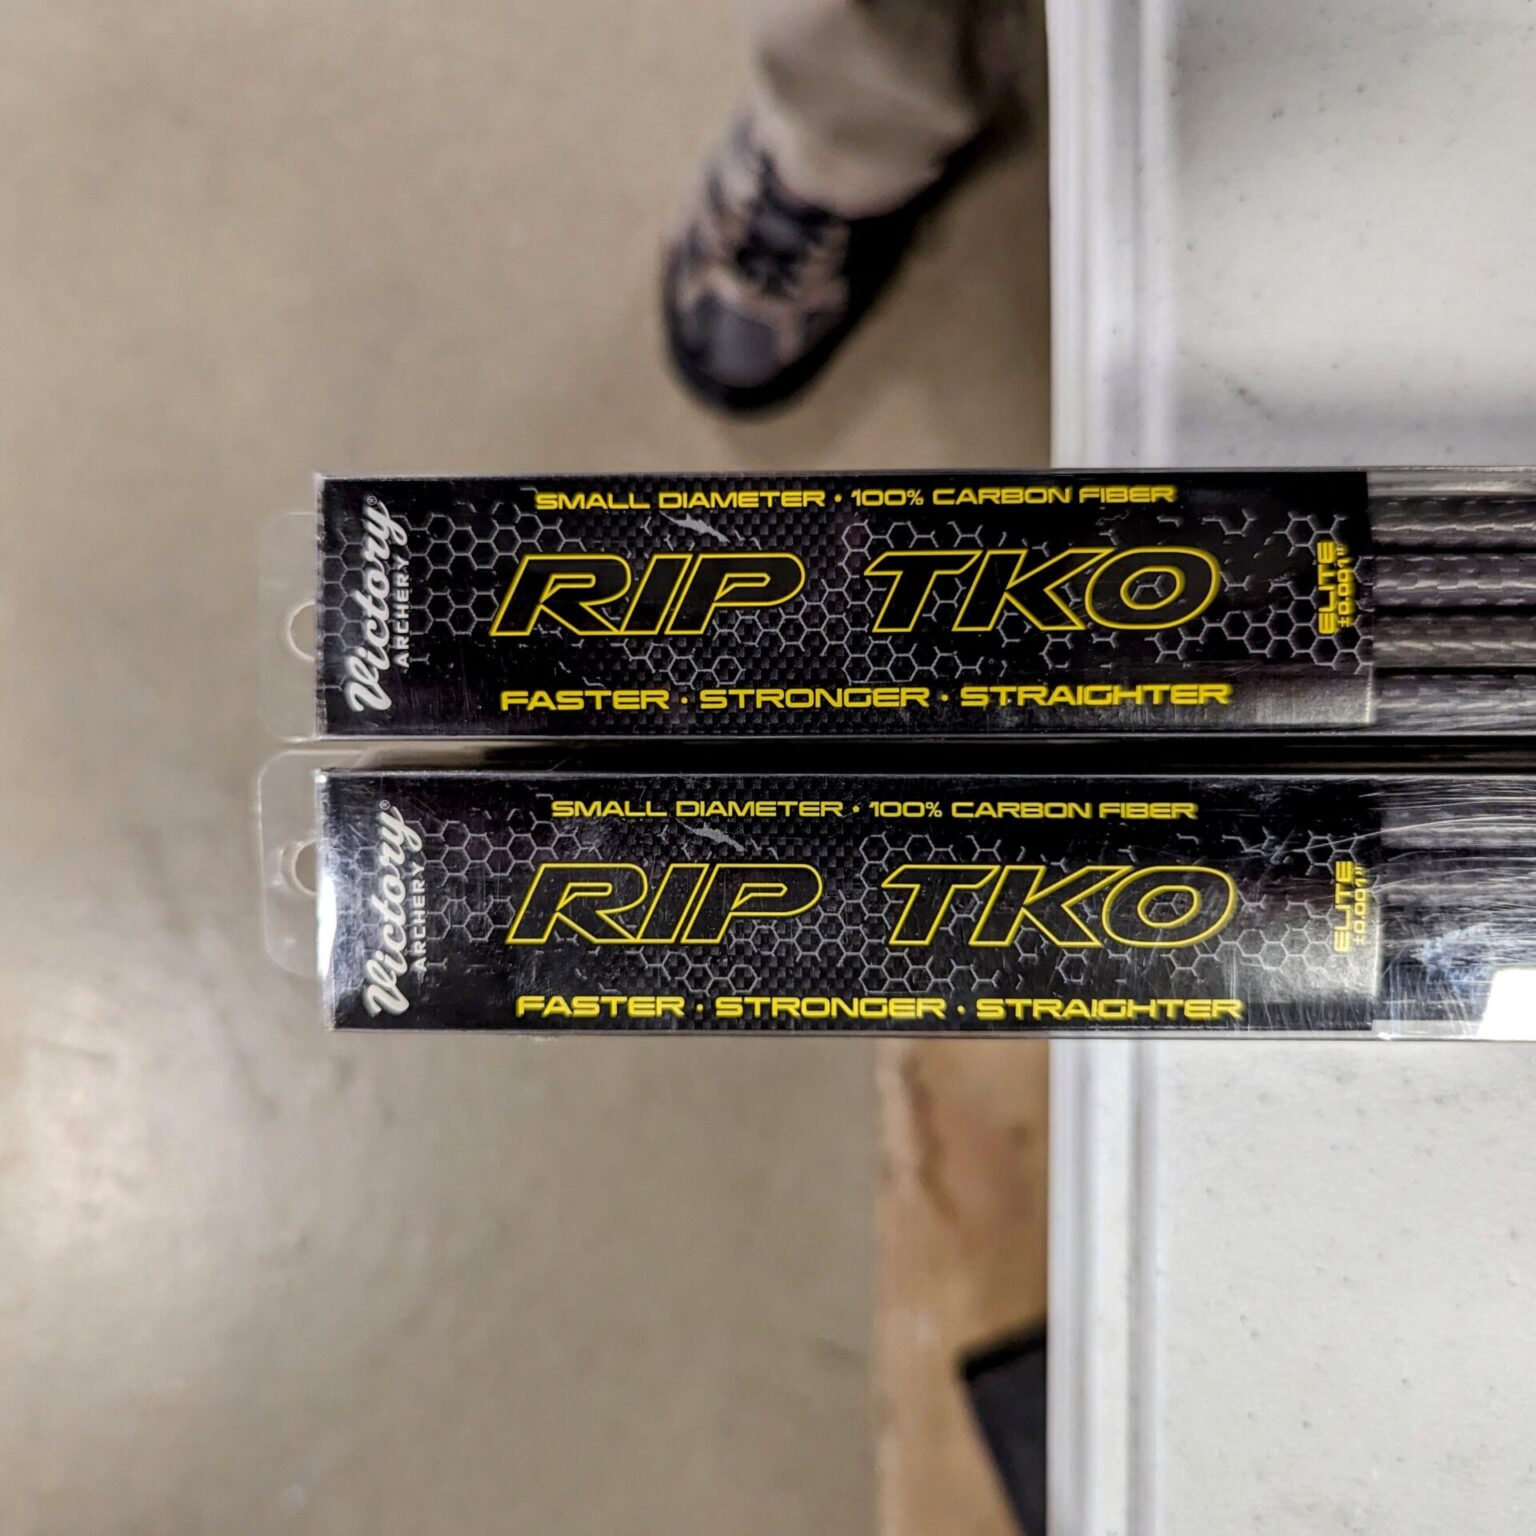 Victory®
ARCHERY
SMALL DIAMETER • 100% CARBON FIBER
RIP TKO
FASTER • STRONGER • STRAIGHTER
ELITE
±0.001"
Victory®
ARCHERY
SMALL DIAMETER • 100% CARBON FIBER
RIP TKO
FASTER • STRONGER • STRAIGHTER
ELITE
±0.001"